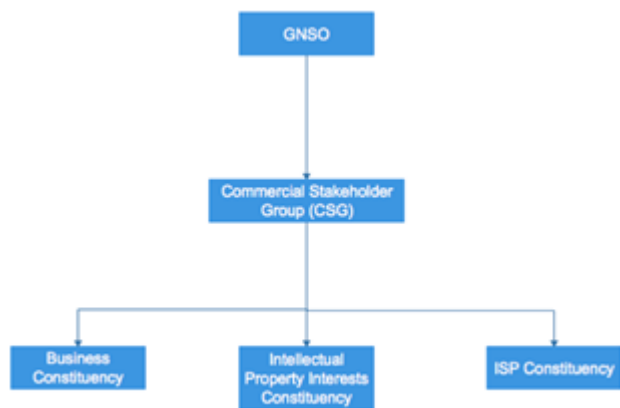 GNSO
Commercial Stakeholder
Group (CSG)
Business
Constituency
Intellectual
Property Interests
Constituency
ISP Constituency